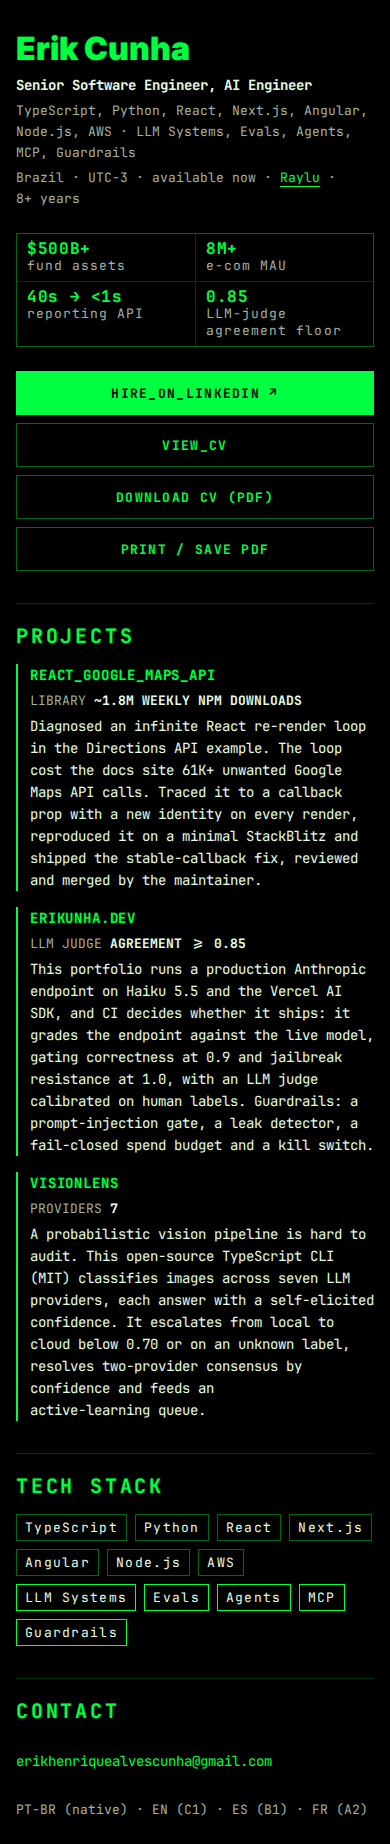 Erik Cunha
Senior Software Engineer, AI Engineer
TypeScript, Python, React, Next.js, Angular,
Node.js, AWS · LLM Systems, Evals, Agents,
MCP, Guardrails
Brazil · UTC-3 · available now · Raylu ·
8+ years
$500B+
fund assets
8M+
e-com MAU
40s → <1s
reporting API
0.85
LLM-judge
agreement floor
HIRE_ON_LINKEDIN ↗
VIEW_CV
DOWNLOAD CV (PDF)
PRINT / SAVE PDF
PROJECTS
REACT_GOOGLE_MAPS_API
LIBRARY ~1.8M WEEKLY NPM DOWNLOADS
Diagnosed an infinite React re-render loop
in the Directions API example. The loop
cost the docs site 61K+ unwanted Google
Maps API calls. Traced it to a callback
prop with a new identity on every render,
reproduced it on a minimal StackBlitz and
shipped the stable-callback fix, reviewed
and merged by the maintainer.
ERIKUNHA.DEV
LLM JUDGE AGREEMENT ≥ 0.85
This portfolio runs a production Anthropic
endpoint on Haiku 5.5 and the Vercel AI
SDK, and CI decides whether it ships: it
grades the endpoint against the live model,
gating correctness at 0.9 and jailbreak
resistance at 1.0, with an LLM judge
calibrated on human labels. Guardrails: a
prompt-injection gate, a leak detector, a
fail-closed spend budget and a kill switch.
VISIONLENS
PROVIDERS 7
A probabilistic vision pipeline is hard to
audit. This open-source TypeScript CLI
(MIT) classifies images across seven LLM
providers, each answer with a self-elicited
confidence. It escalates from local to
cloud below 0.70 or on an unknown label,
resolves two-provider consensus by
confidence and feeds an
active-learning queue.
TECH STACK
TypeScript Python React Next.js
Angular Node.js AWS
LLM Systems Evals Agents MCP
Guardrails
CONTACT
erikhenriquealvescunha@gmail.com
PT-BR (native) · EN (C1) · ES (B1) · FR (A2)